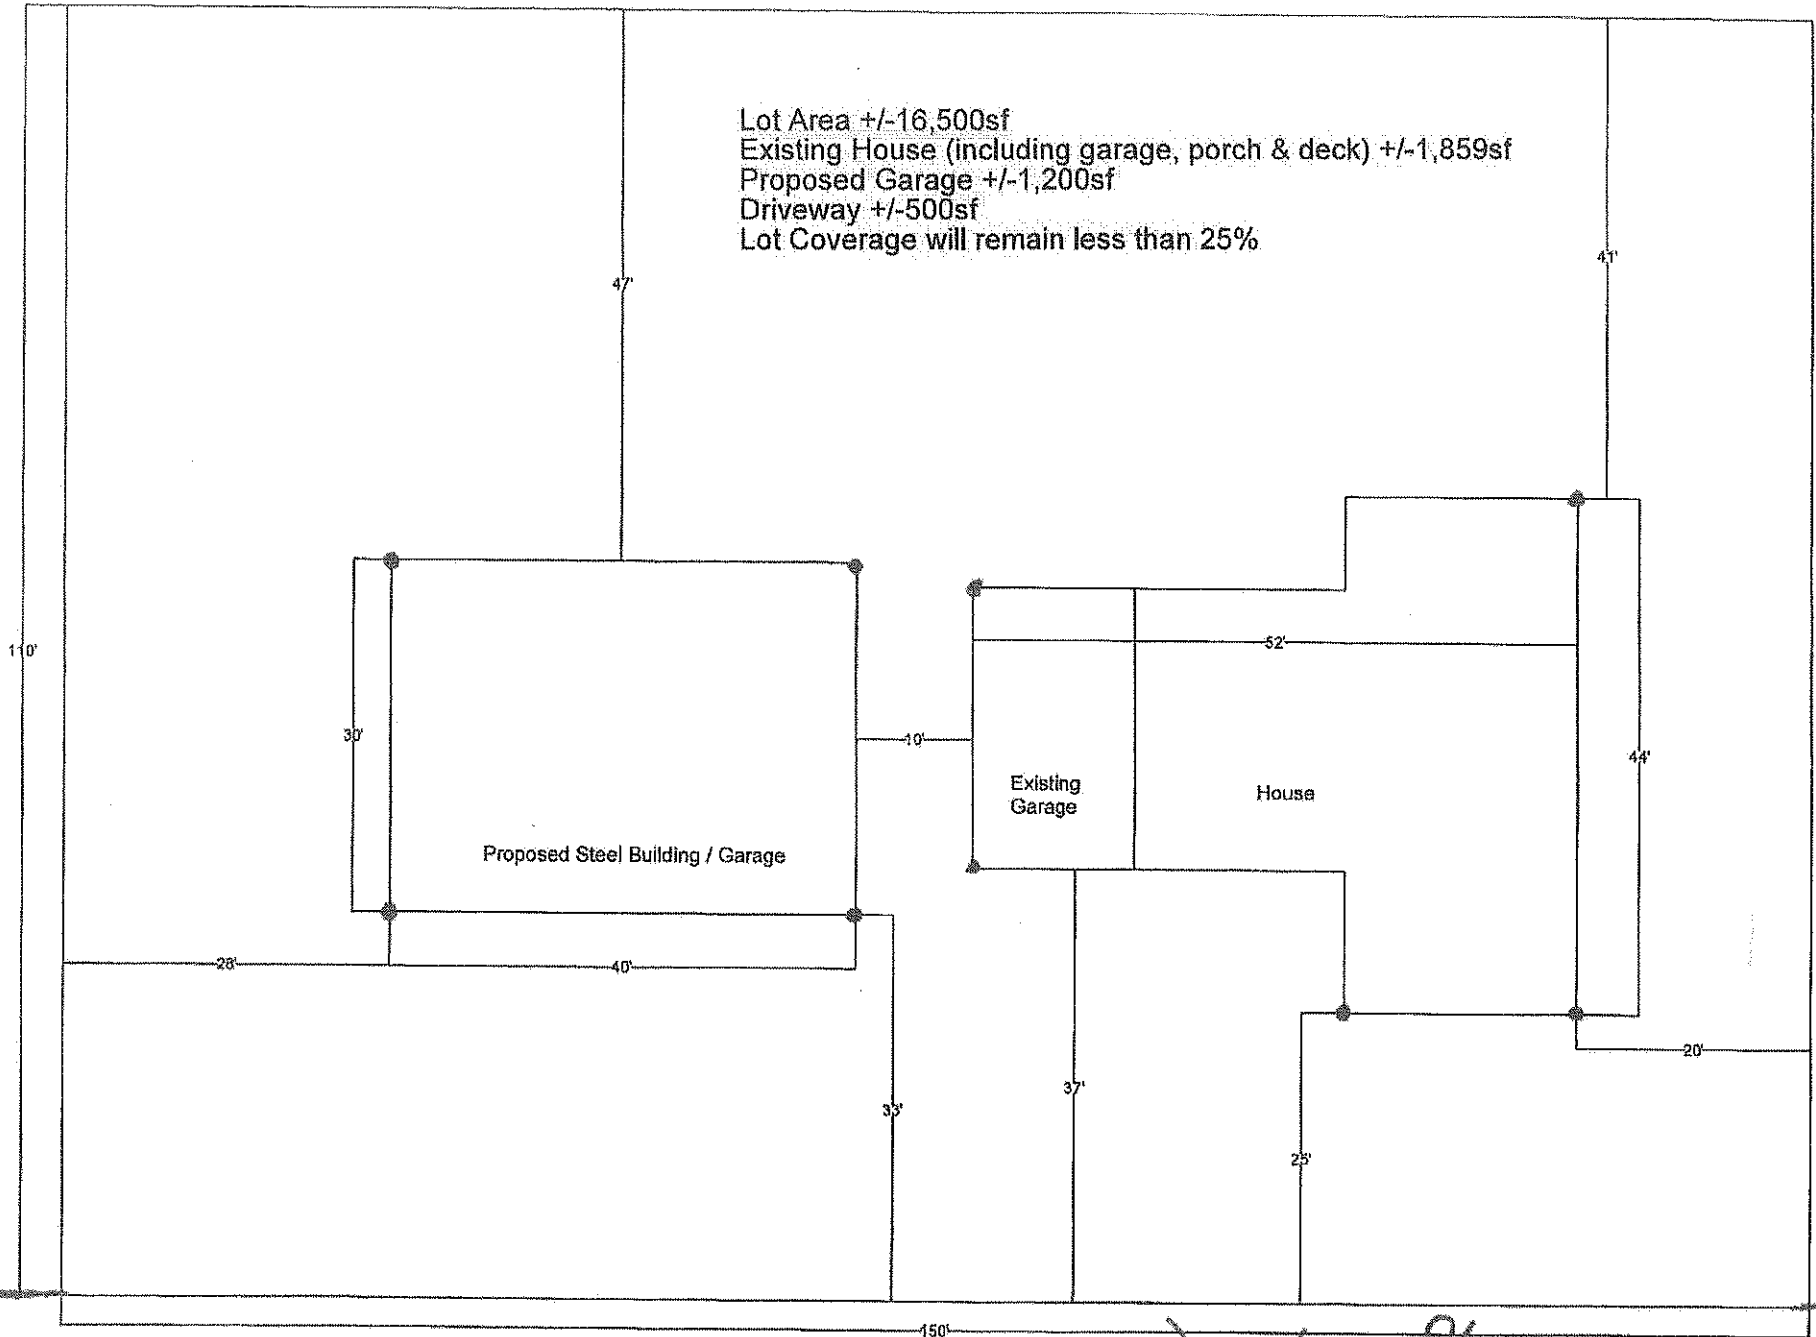 Lot Area +/-16,500sf
Existing House (including garage, porch & deck) +/-1,859sf
Proposed Garage +/-1,200sf
Driveway +/-500sf
Lot Coverage will remain less than 25%
47'
41'
110'
52'
30'
10'
44'
Existing
Garage
House
Proposed Steel Building / Garage
28'
40'
20'
37'
33'
25'
150'